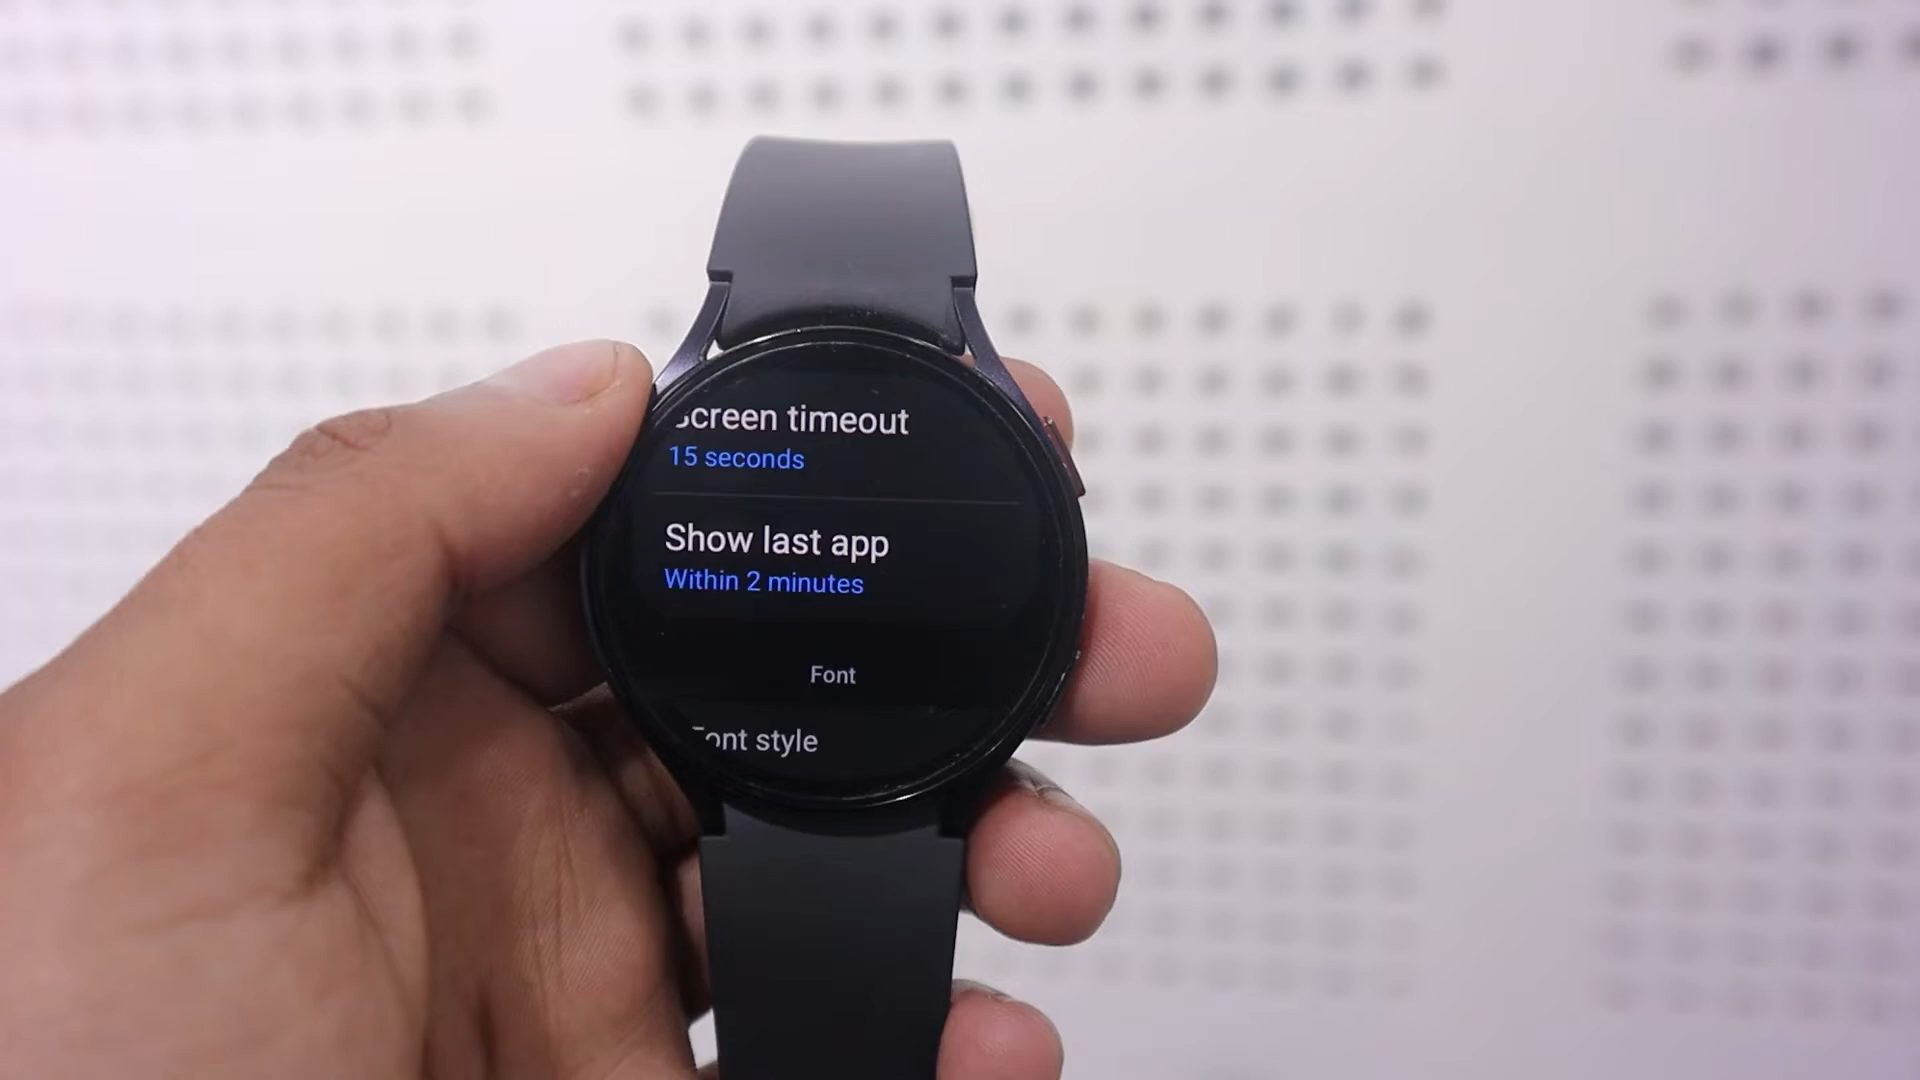 Screen timeout
15 seconds
Show last app
Within 2 minutes
Font
Font style